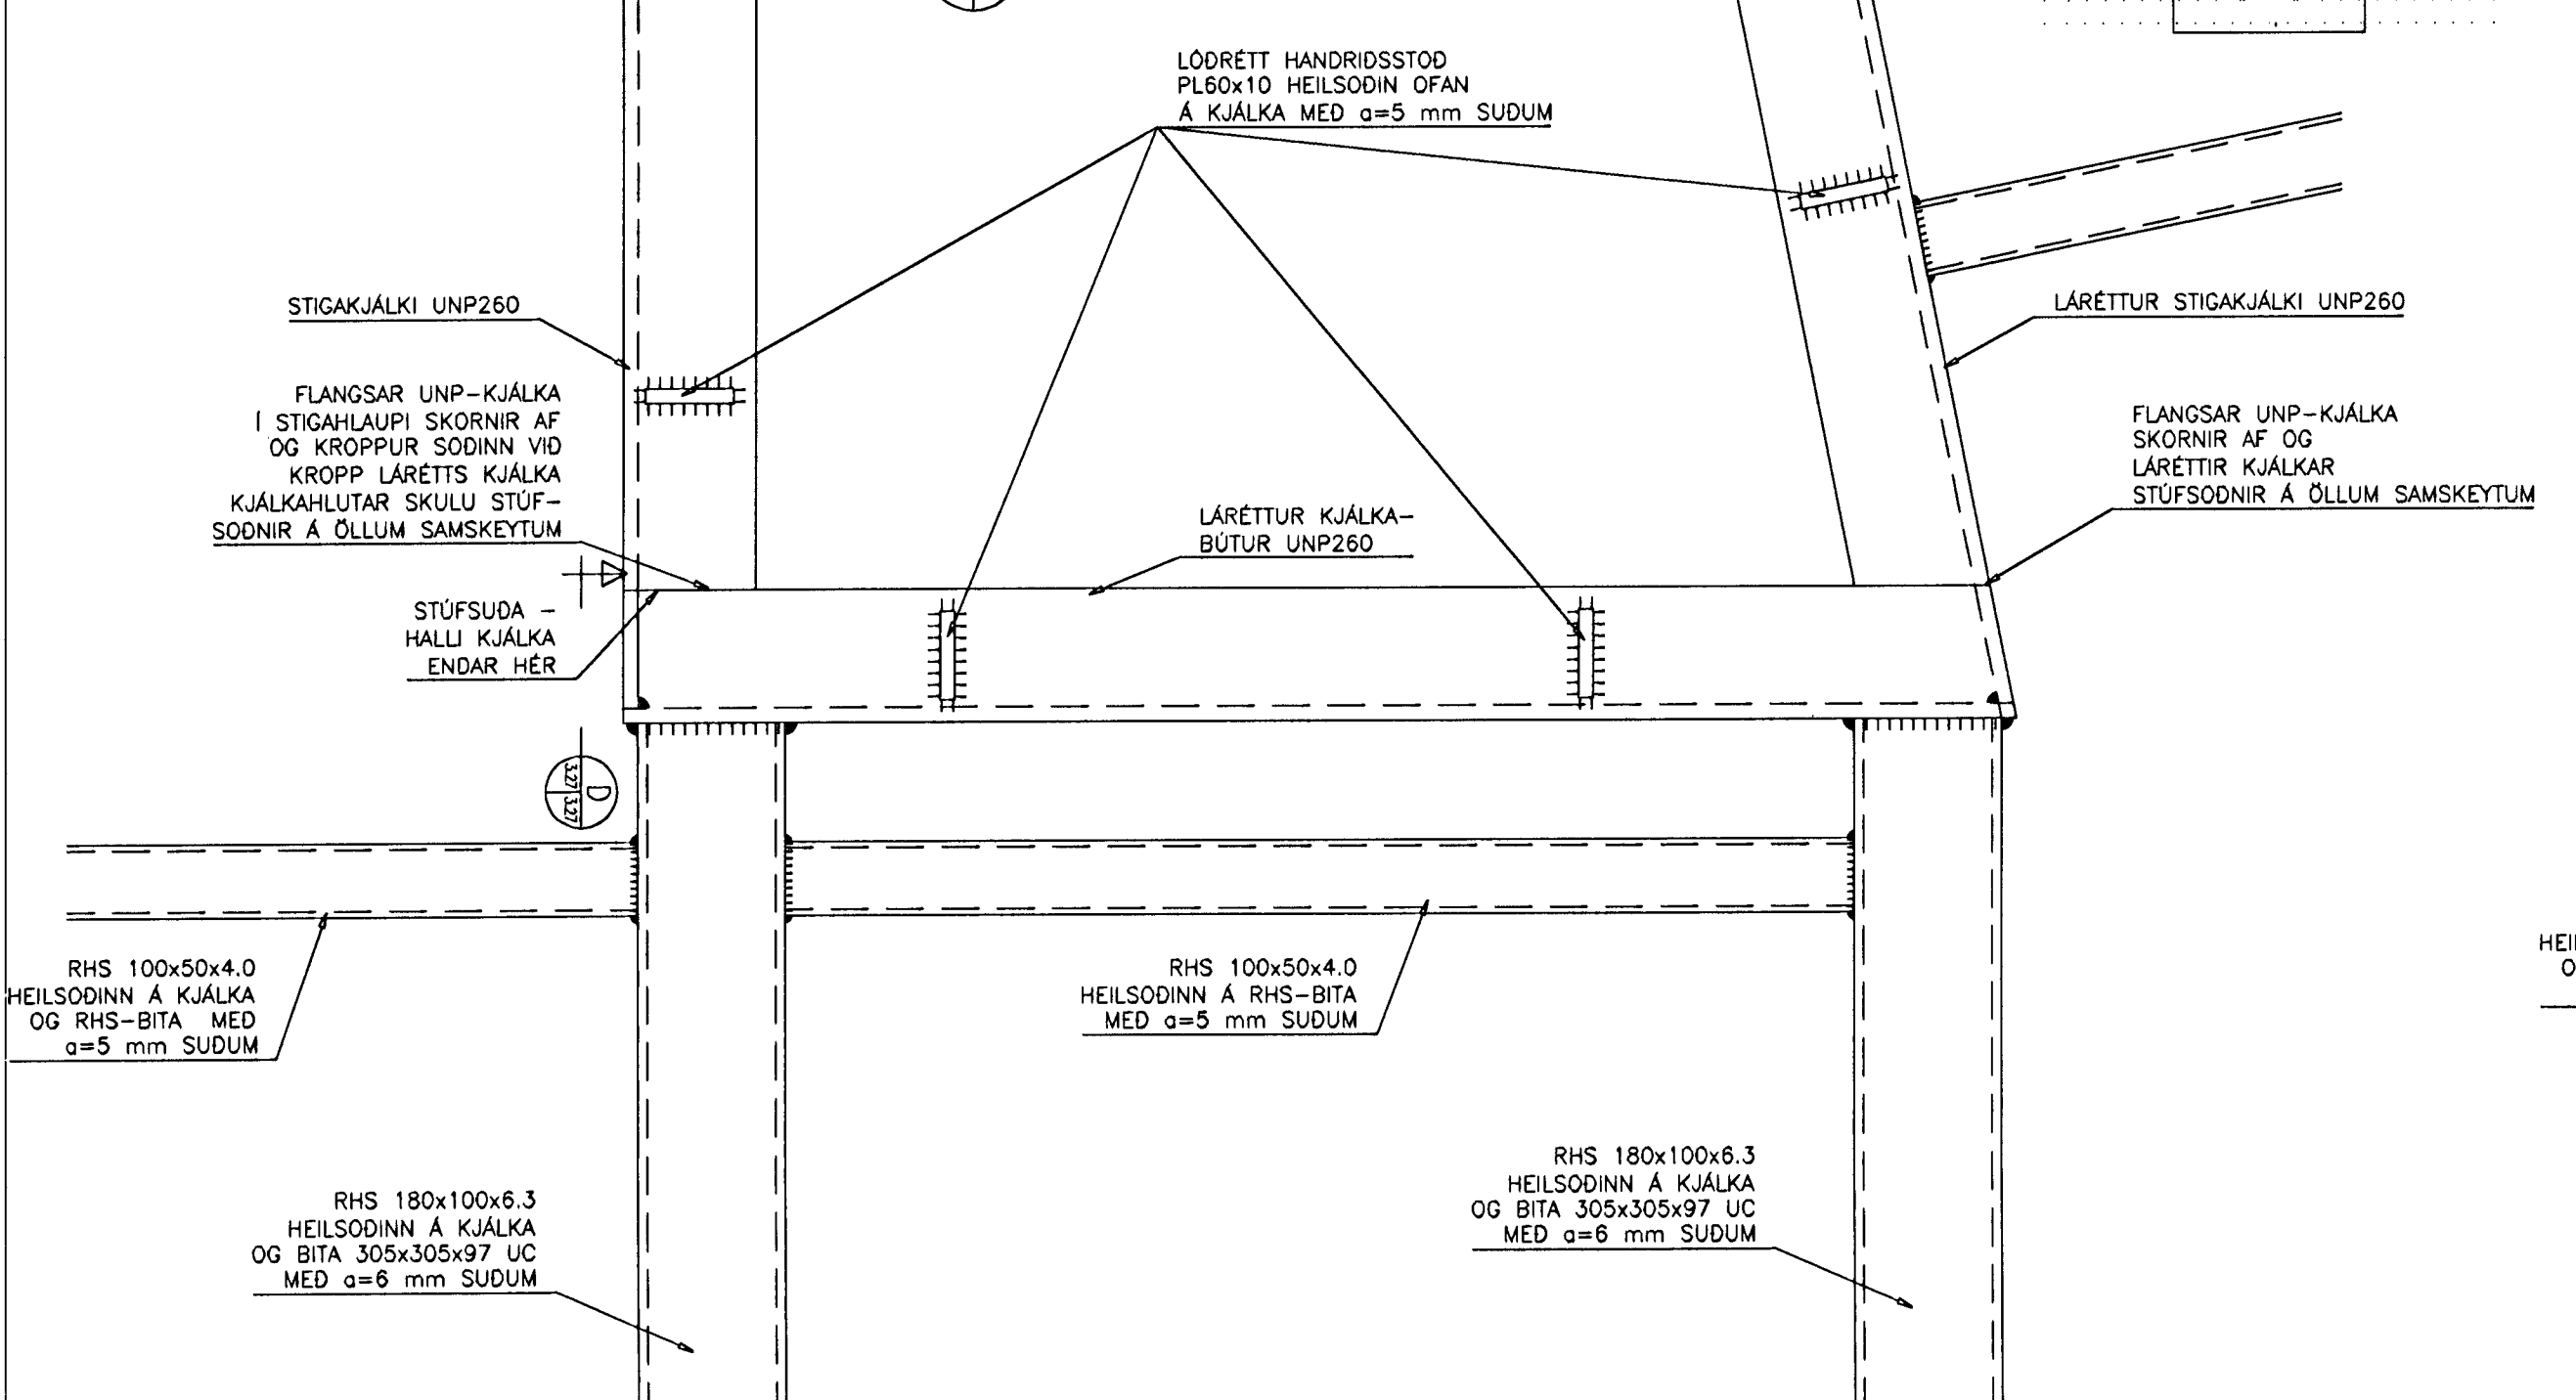 LÓÐRÉTT HANDRIÐSSTOÐ
PL60x10 HEILSOÐIN OFAN
Á KJÁLKA MEÐ a=5 mm SUÐUM
STIGAKJÁLKI UNP260
LÁRÉTTUR STIGAKJÁLKI UNP260
FLANGSAR UNP-KJÁLKA
Í STIGAHLAUPI SKORNIR AF
OG KROPPUR SOÐINN VIÐ
KROPP LÁRÉTTS KJÁLKA
KJÁLKAHLUTAR SKULU STÚF-
SOÐNIR Á ÖLLUM SAMSKEYTUM
FLANGSAR UNP-KJÁLKA
SKORNIR AF OG
LÁRÉTTIR KJÁLKAR
STÚFSOÐNIR Á ÖLLUM SAMSKEYTUM
LÁRÉTTUR KJÁLKA-
BÚTUR UNP260
STÚFSUÐA -
HALLI KJÁLKA
ENDAR HÉR
D
3.27
3.27
RHS 100x50x4.0
HEILSOÐINN Á KJÁLKA
OG RHS-BITA MEÐ
a=5 mm SUÐUM
RHS 100x50x4.0
HEILSOÐINN Á RHS-BITA
MEÐ a=5 mm SUÐUM
RHS 180x100x6.3
HEILSOÐINN Á KJÁLKA
OG BITA 305x305x97 UC
MEÐ a=6 mm SUÐUM
RHS 180x100x6.3
HEILSOÐINN Á KJÁLKA
OG BITA 305x305x97 UC
MEÐ a=6 mm SUÐUM